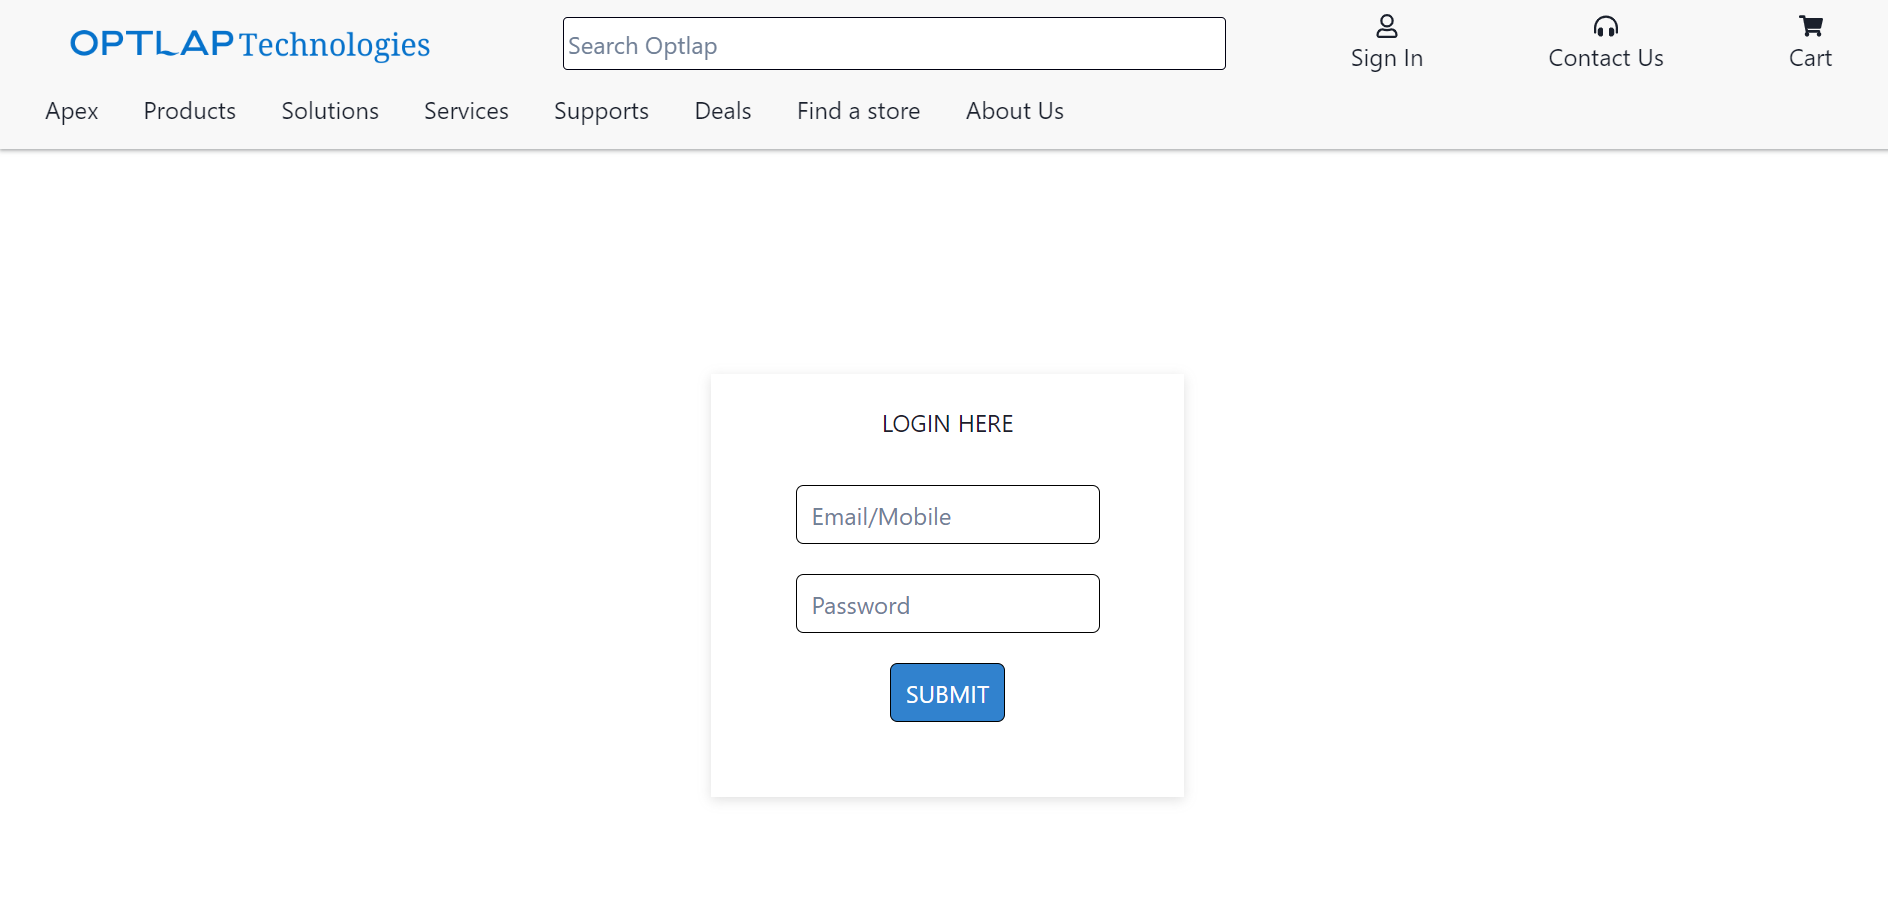 OPTLAP Technologies
Search Optlap
Sign In
Contact Us
Cart
Apex Products Solutions Services Supports Deals Find a store About Us
LOGIN HERE
Email/Mobile
Password
SUBMIT